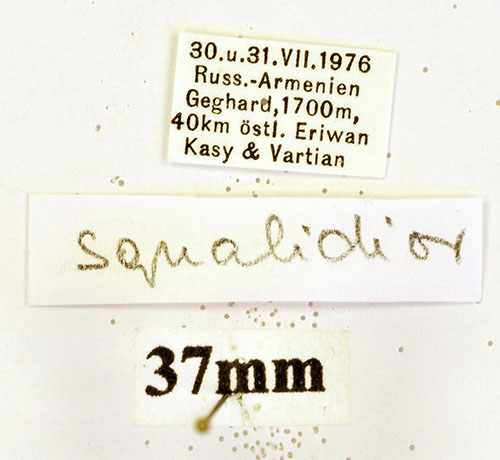 30.u.31.VII.1976
Russ.-Armenien
Geghard,1700m,
40km östl. Eriwan
Kasy & Vartian
squalidior
37mm